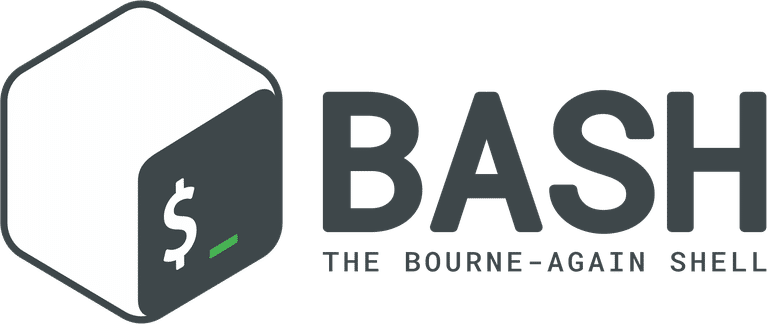 $_
BASH
THE BOURNE-AGAIN SHELL